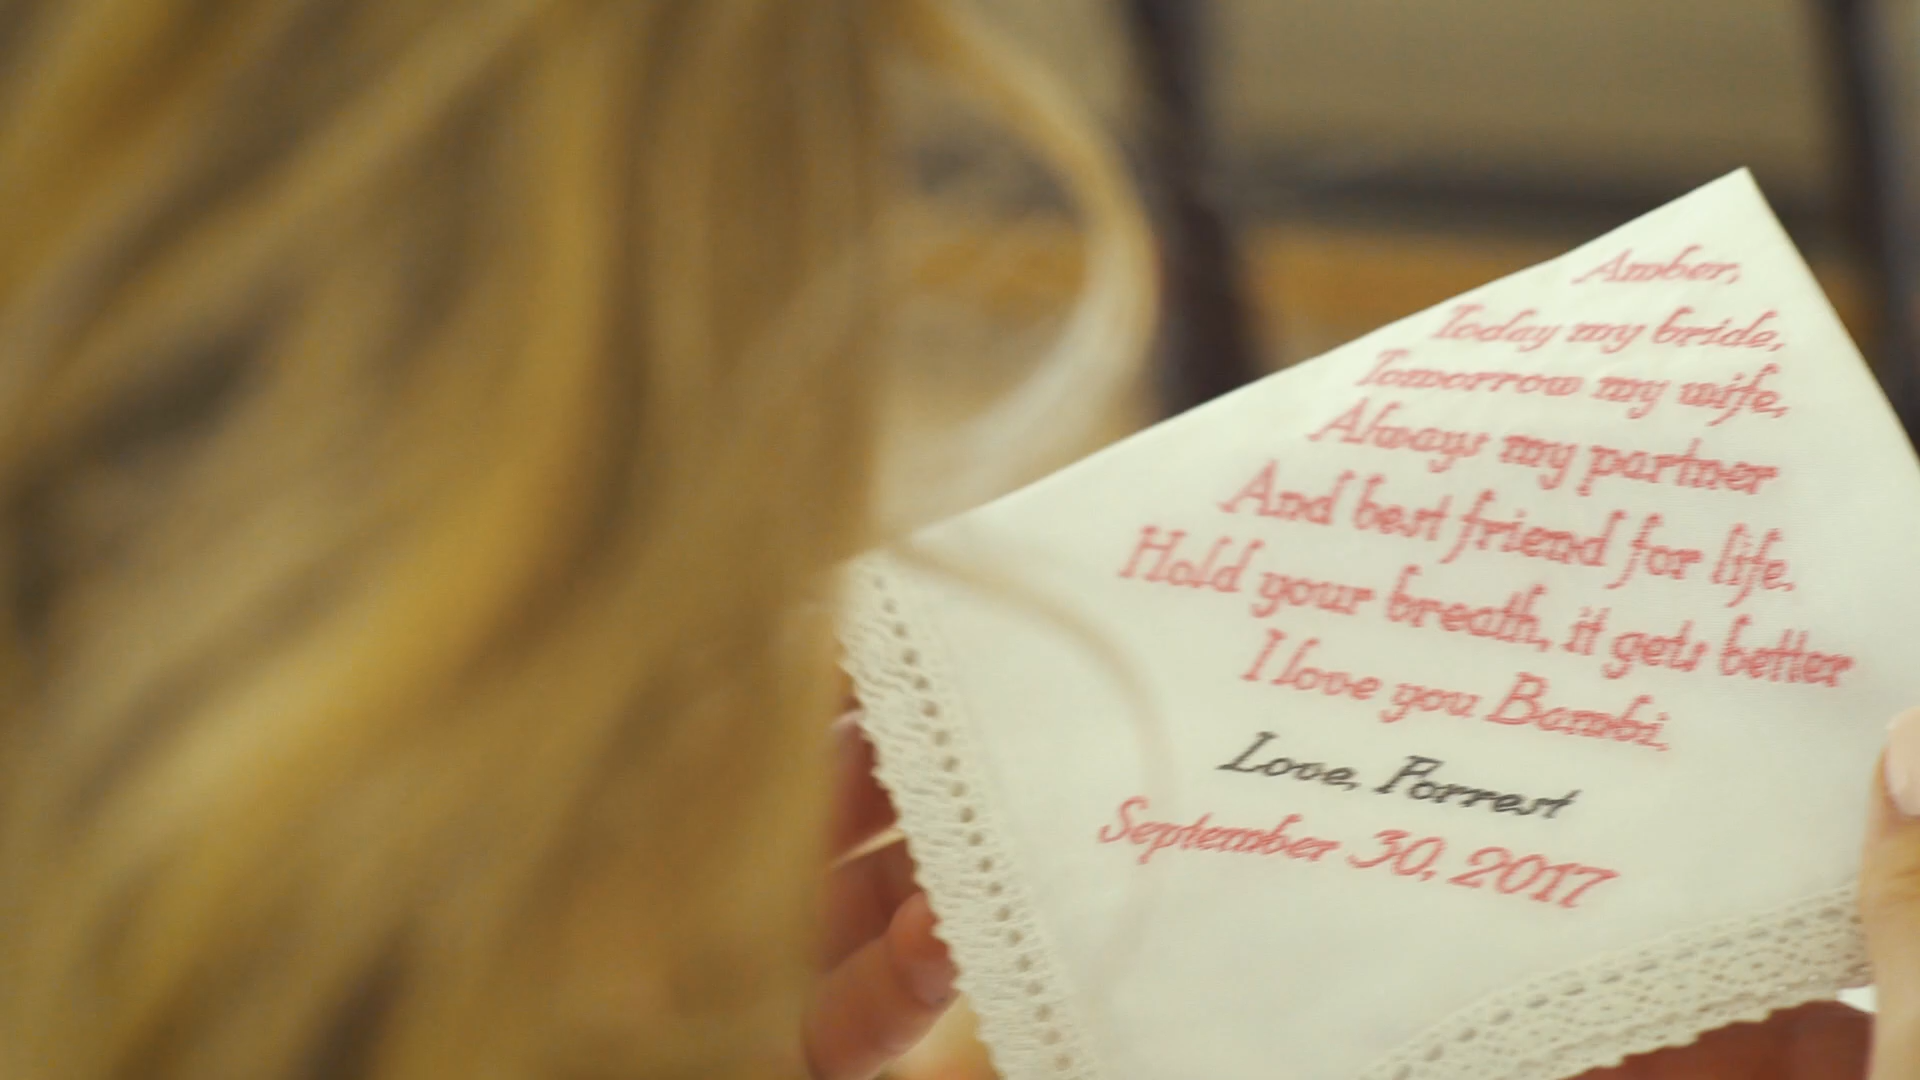 Amber,
Today my bride,
Tomorrow my wife,
Always my partner
And best friend for life.
Hold your breath, it gets better
I love you Bambi.
Love, Forrest
September 30, 2017